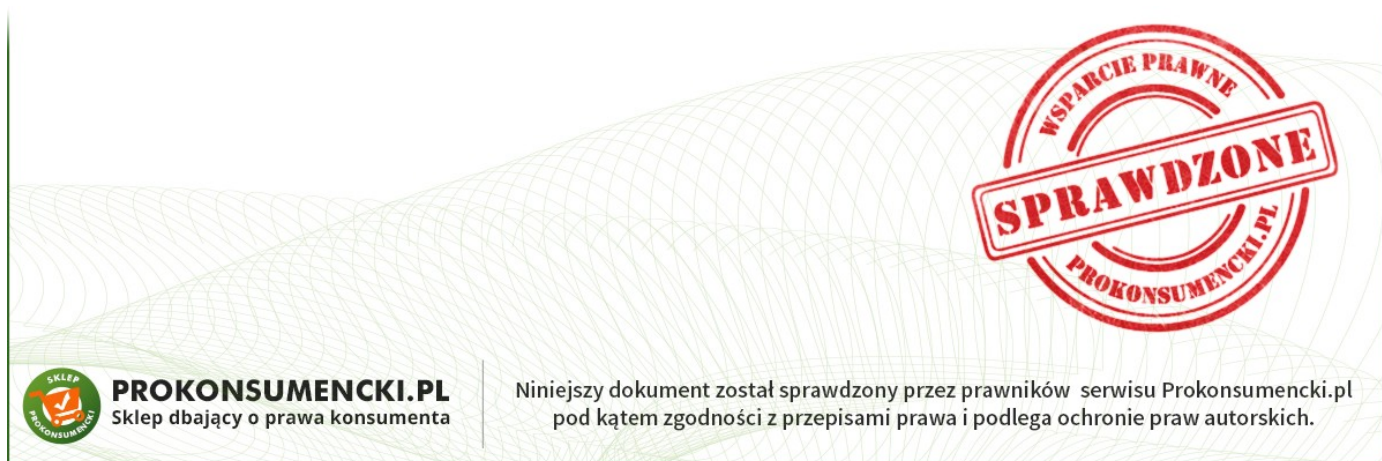 WSPARCIE PRAWNE
SPRAWDZONE
PROKONSUMENCKI.PL
SKLEP
PROKONSUMENCKI
PROKONSUMENCKI.PL
Sklep dbający o prawa konsumenta
Niniejszy dokument został sprawdzony przez prawników serwisu Prokonsumencki.pl
pod kątem zgodności z przepisami prawa i podlega ochronie praw autorskich.